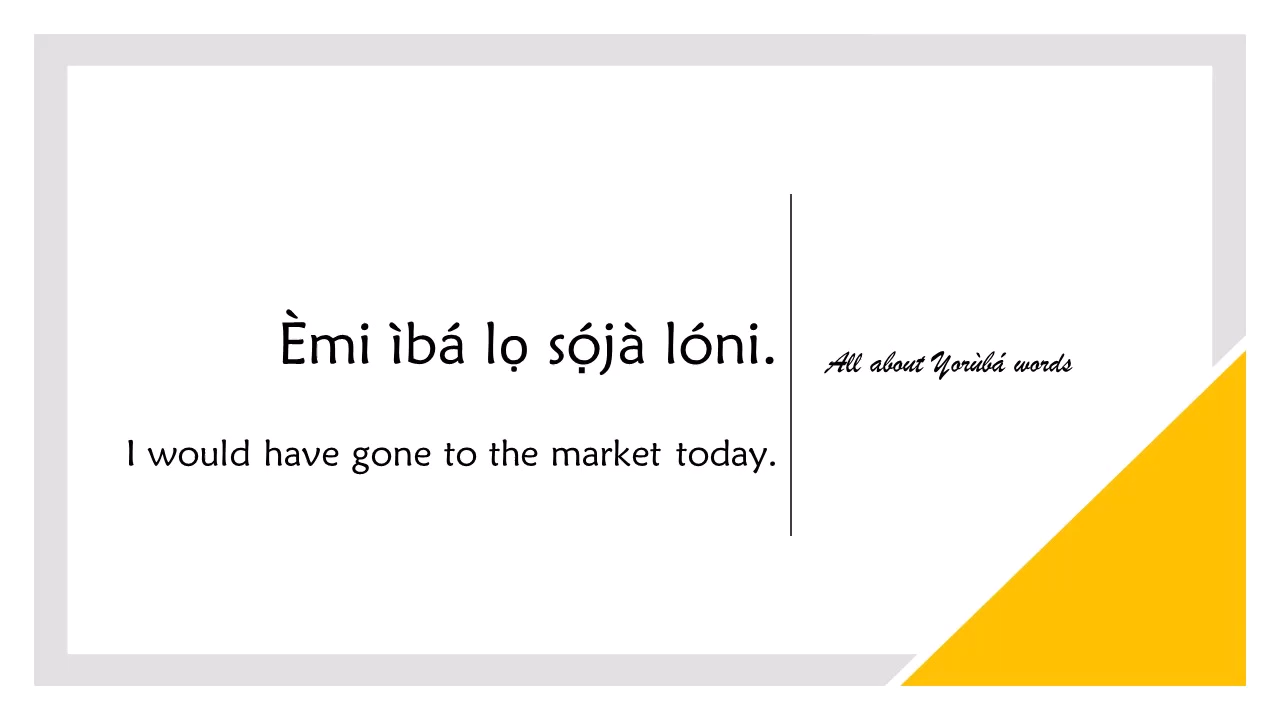 Èmi ìbá lọ sọ́jà lóni.
I would have gone to the market today.
All about Yorùbá words